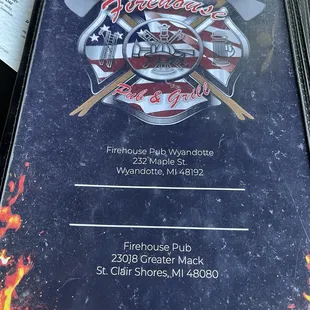 Firehouse
Pub & Grill
Firehouse Pub Wyandotte
232 Maple St.
Wyandotte, MI 48192
Firehouse Pub
23018 Greater Mack
St. Clair Shores, MI 48080